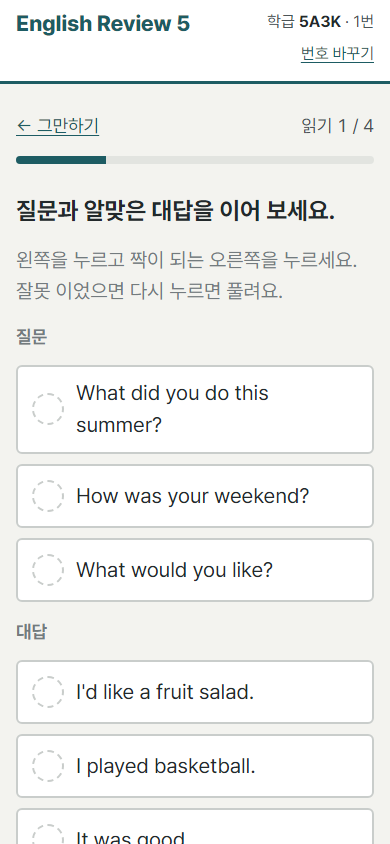 English Review 5
학급 5A3K · 1번
번호 바꾸기
← 그만하기
읽기 1 / 4
질문과 알맞은 대답을 이어 보세요.
왼쪽을 누르고 짝이 되는 오른쪽을 누르세요.
잘못 이었으면 다시 누르면 풀려요.
질문
What did you do this
summer?
How was your weekend?
What would you like?
대답
I'd like a fruit salad.
I played basketball.
It was good